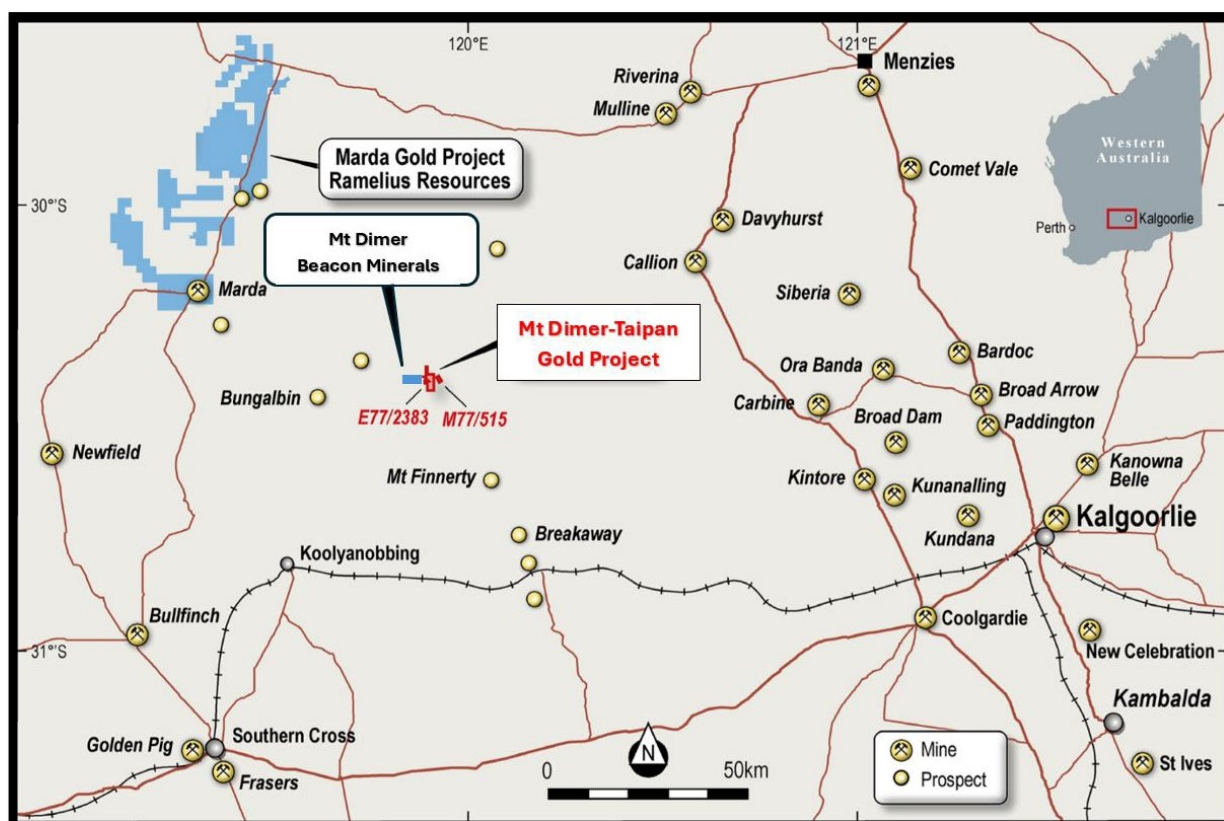 120°E
121°E
Menzies
Riverina
Mulline
Western
Australia
Perth
Kalgoorlie
Marda Gold Project
Ramelius Resources
Comet Vale
30°'S
Mt Dimer
Beacon Minerals
Davyhurst
Callion
Marda
Siberia
Mt Dimer-Taipan
Gold Project
Bardoc
Ora Banda
Bungalbin
E77/2383
M77/515
Carbine
Broad Arrow
Broad Dam
Paddington
Newfield
Mt Finnerty
Kintore
Kunanalling
Kanowna
Belle
Kalgoorlie
Kundana
Breakaway
Koolyanobbing
Bullfinch
Coolgardie
31°'S
New Celebration
Kambalda
Golden Pig
Southern Cross
Frasers
N
0
50km
Mine
Prospect
St Ives